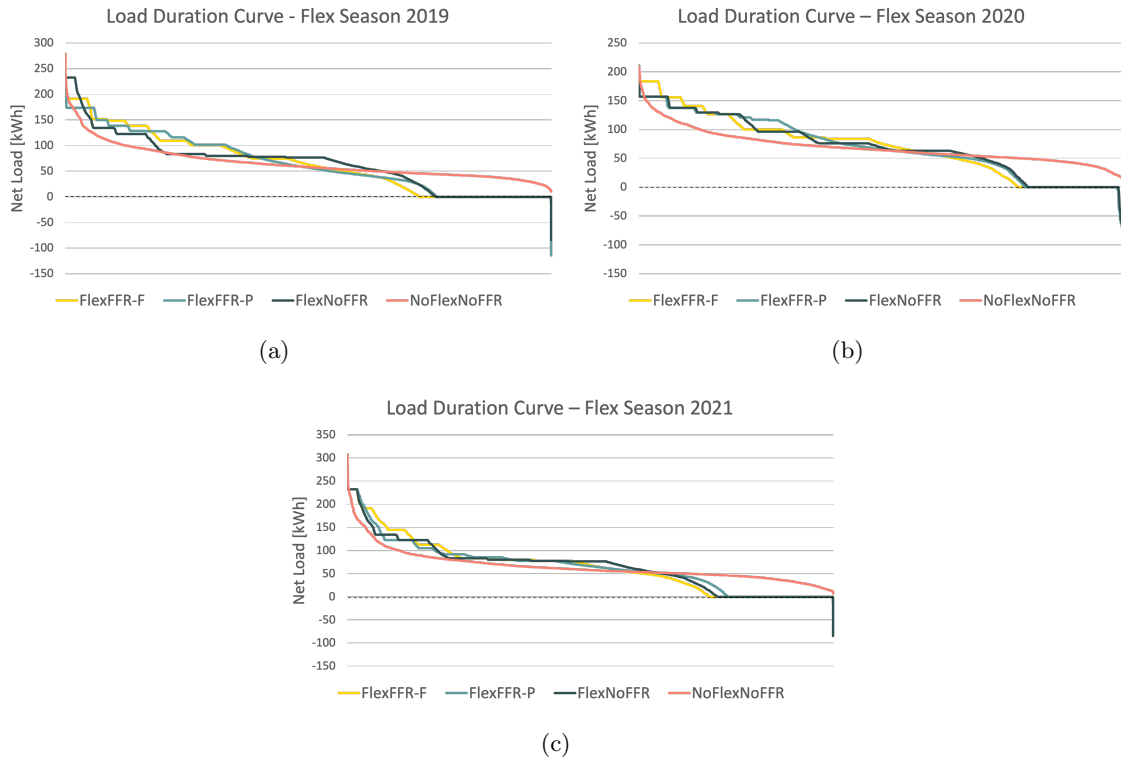 Load Duration Curve - Flex Season 2019
Net Load [kWh]
300
250
200
150
100
50
0
-50
-100
-150
FlexFFR-F FlexFFR-P FlexNoFFR NoFlexNoFFR
(a)
Load Duration Curve – Flex Season 2020
Net Load [kWh]
250
200
150
100
50
0
-50
-100
-150
FlexFFR-F FlexFFR-P FlexNoFFR NoFlexNoFFR
(b)
Load Duration Curve – Flex Season 2021
Net Load [kWh]
350
300
250
200
150
100
50
0
-50
-100
-150
FlexFFR-F FlexFFR-P FlexNoFFR NoFlexNoFFR
(c)